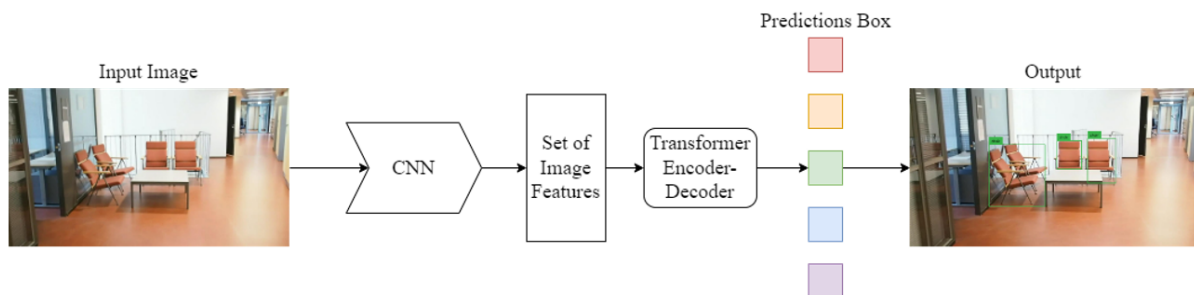 Predictions Box
Input Image
Output
CNN
Set of
Image
Features
Transformer
Encoder-
Decoder